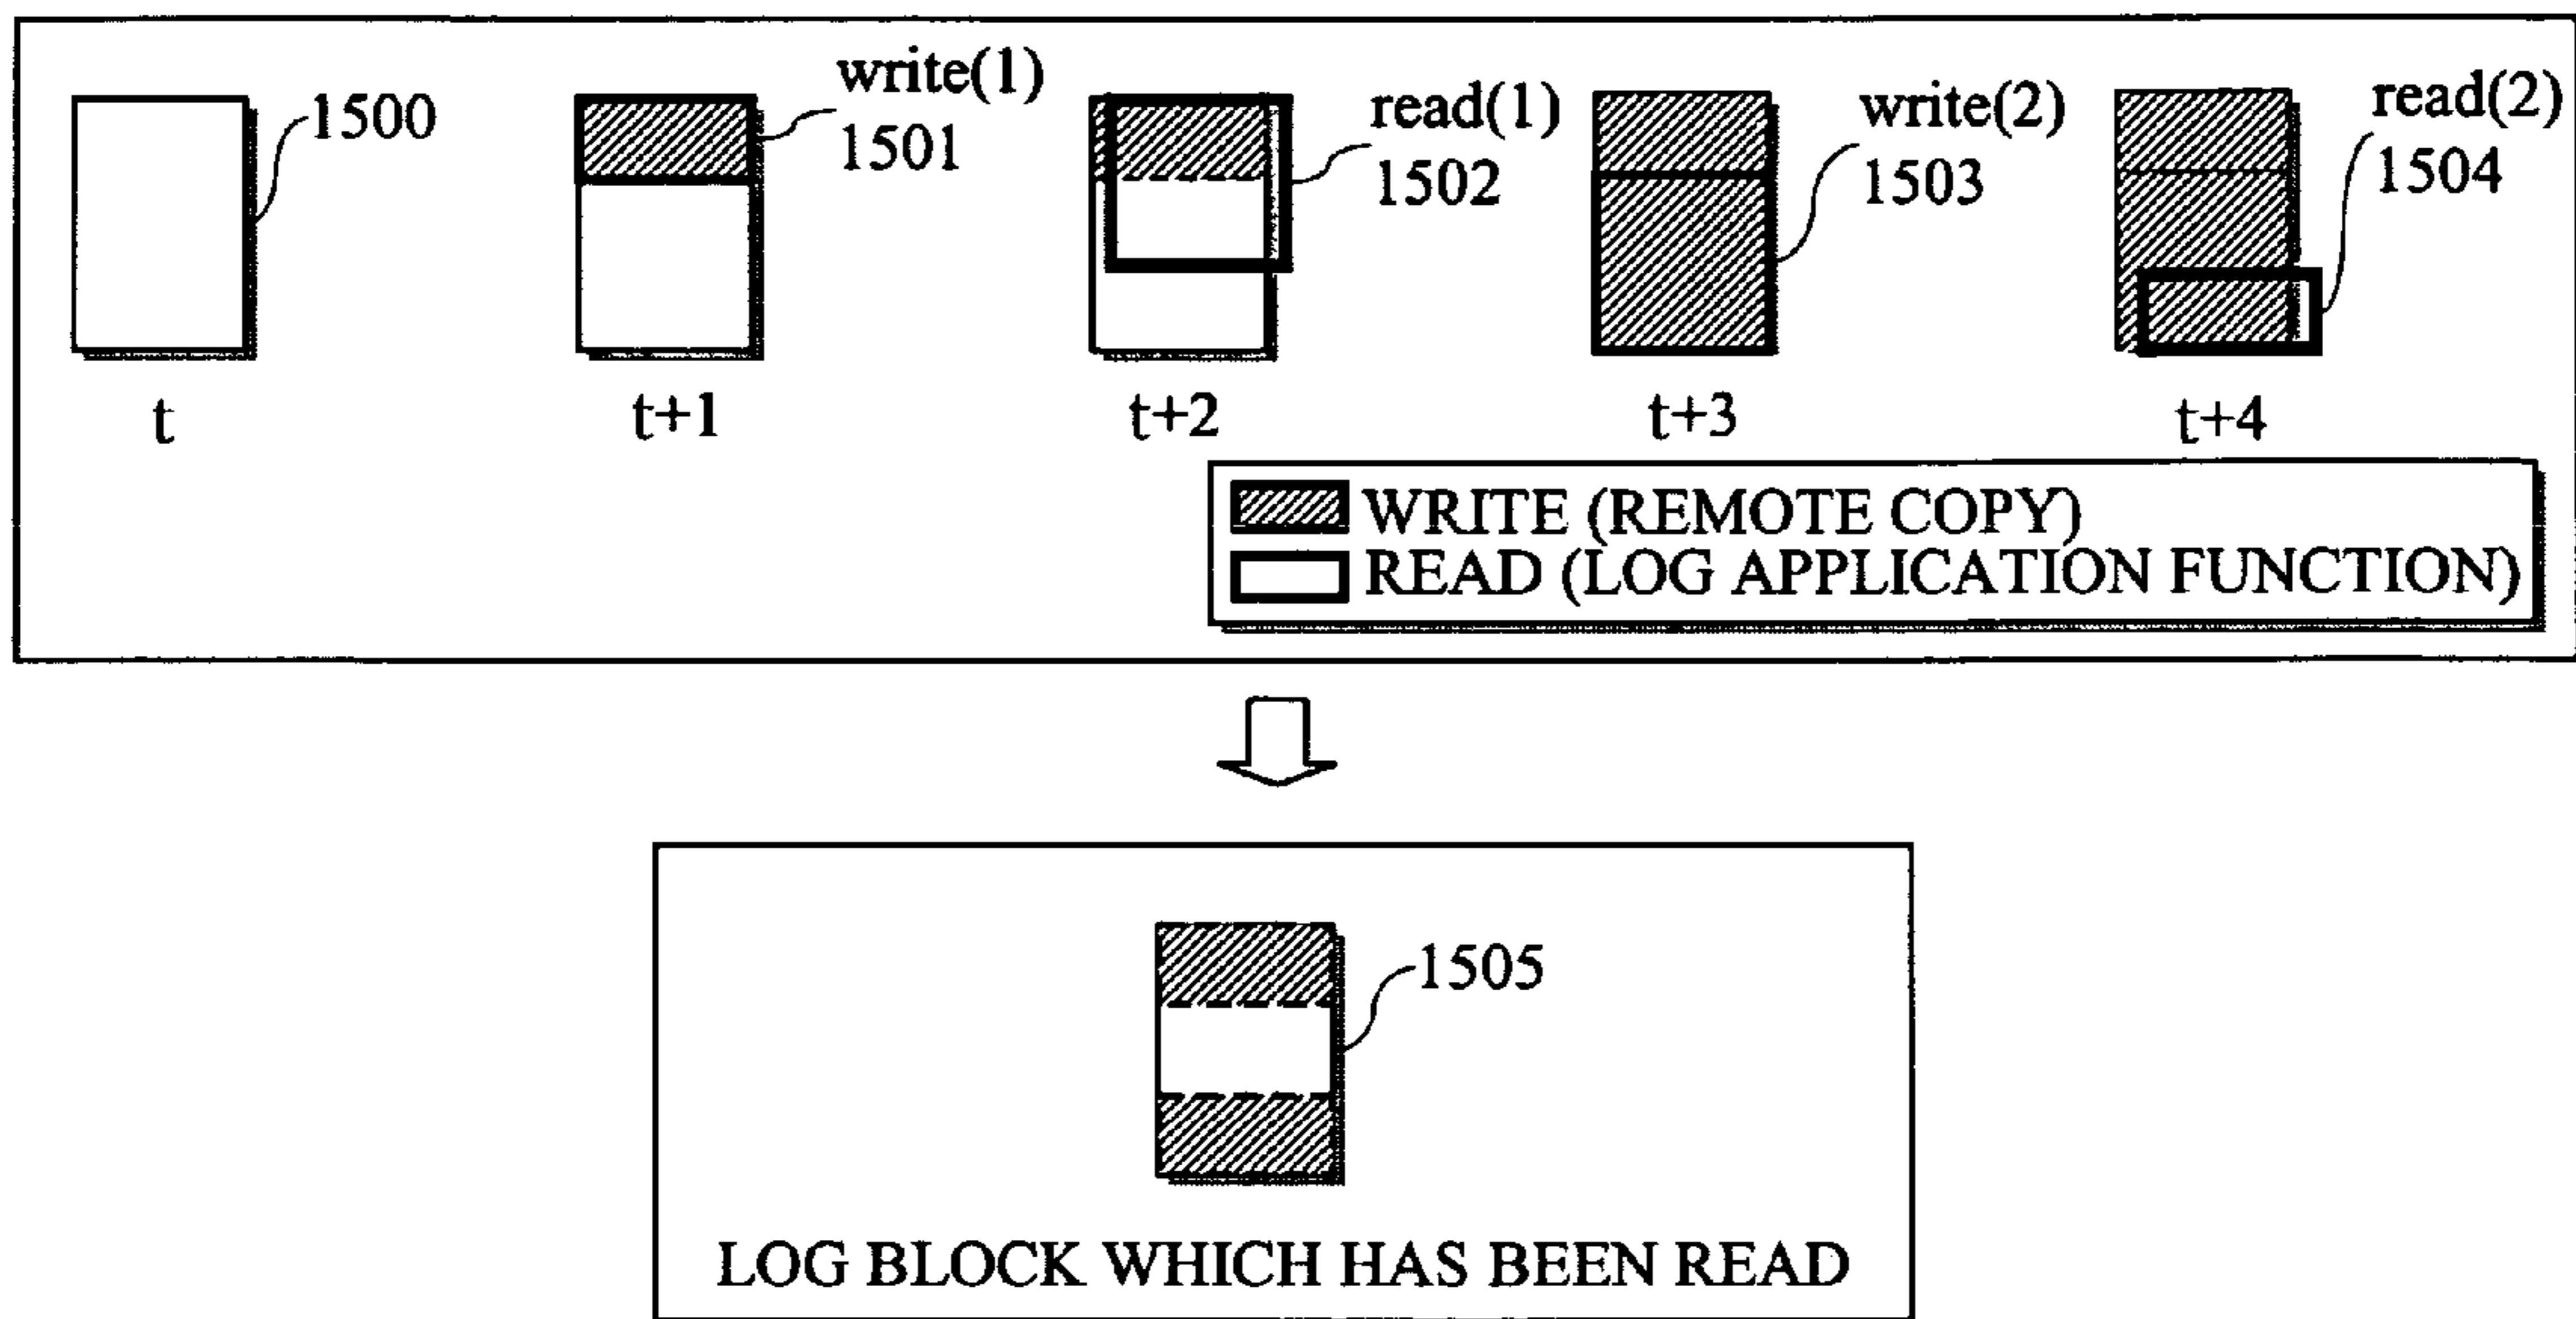 write(1)
1500
1501
read(1)
1502
write(2)
1503
read(2)
1504
t
t+1
t+2
t+3
t+4
WRITE (REMOTE COPY)
READ (LOG APPLICATION FUNCTION)
1505
LOG BLOCK WHICH HAS BEEN READ